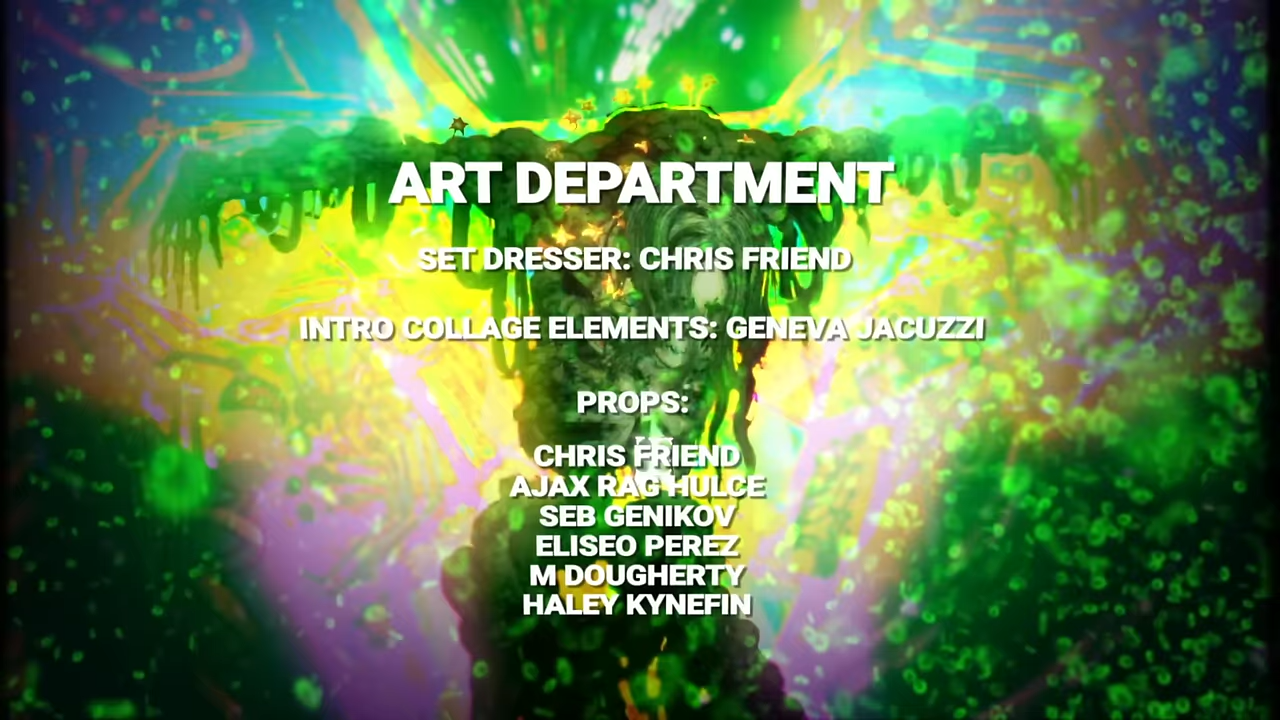 ART DEPARTMENT
SET DRESSER: CHRIS FRIEND
INTRO COLLAGE ELEMENTS: GENEVA JACUZZI
PROPS:
CHRIS FRIEND
AJAX RAG HULCE
SEB GENIKOV
ELISEO PEREZ
M DOUGHERTY
HALEY KYNEFIN